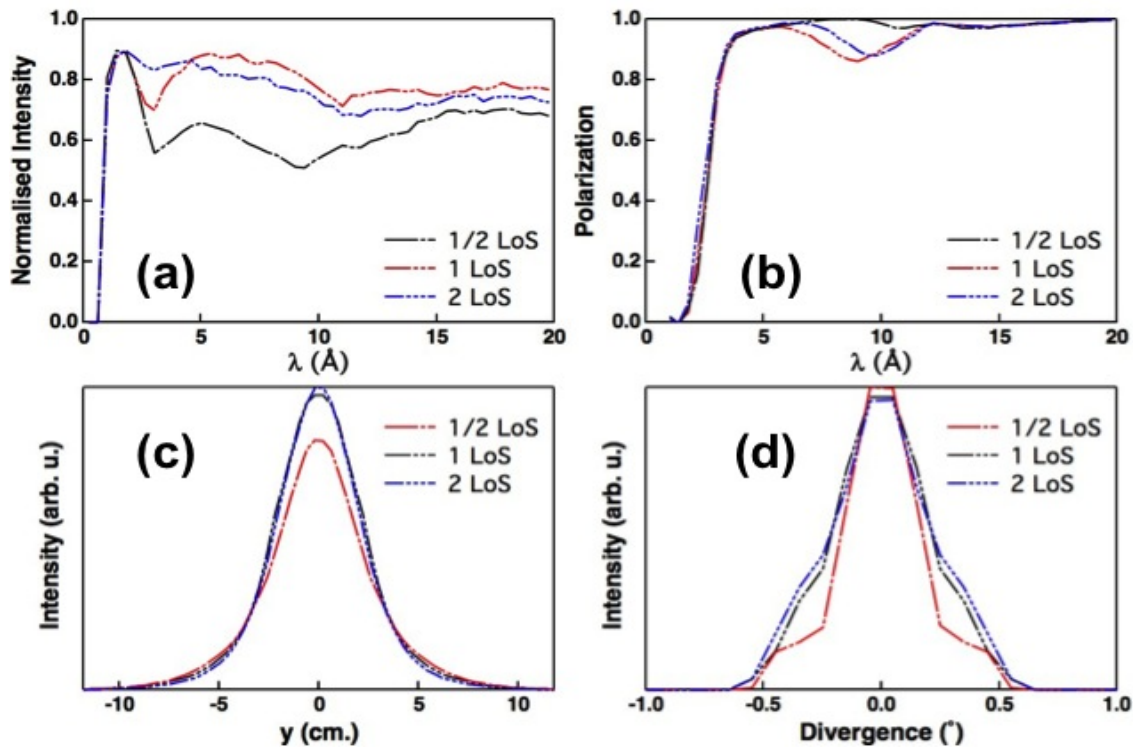 1.0
0.8
0.6
0.4
0.2
0.0
Normalised Intensity
(a)
1/2 LoS
1 LoS
2 LoS
0 5 10 15 20
λ (Å)
1.0
0.8
0.6
0.4
0.2
0.0
Polarization
(b)
1/2 LoS
1 LoS
2 LoS
0 5 10 15 20
λ (Å)
Intensity (arb. u.)
(c)
1/2 LoS
1 LoS
2 LoS
-10 -5 0 5 10
y (cm.)
Intensity (arb. u.)
(d)
1/2 LoS
1 LoS
2 LoS
-1.0 -0.5 0.0 0.5 1.0
Divergence (˚)